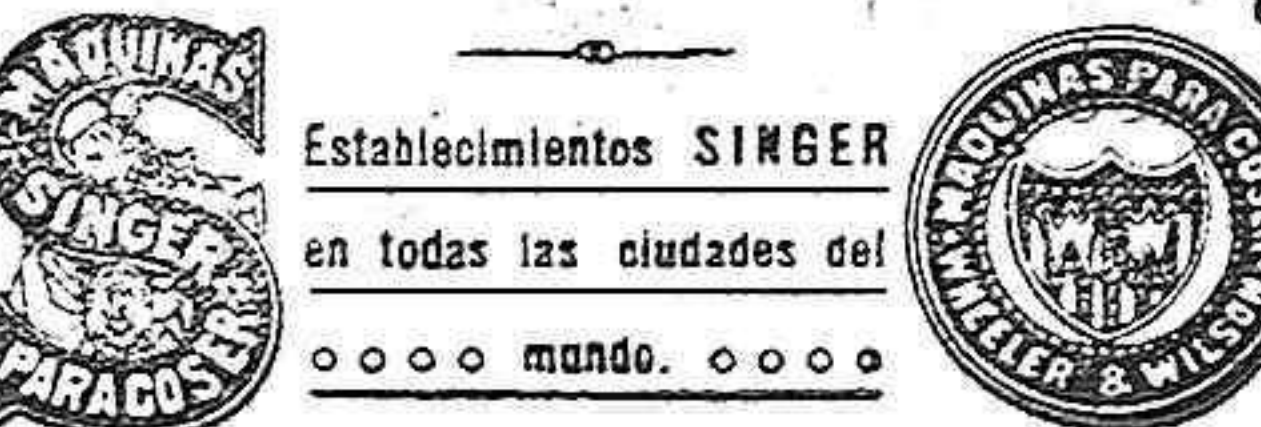 MAQUINAS
SINGER
PARA COSER
Establecimientos SINGER
en todas las ciudades del
mundo.
MAQUINAS PARA COSER
WHEELER & WILSON
W&W